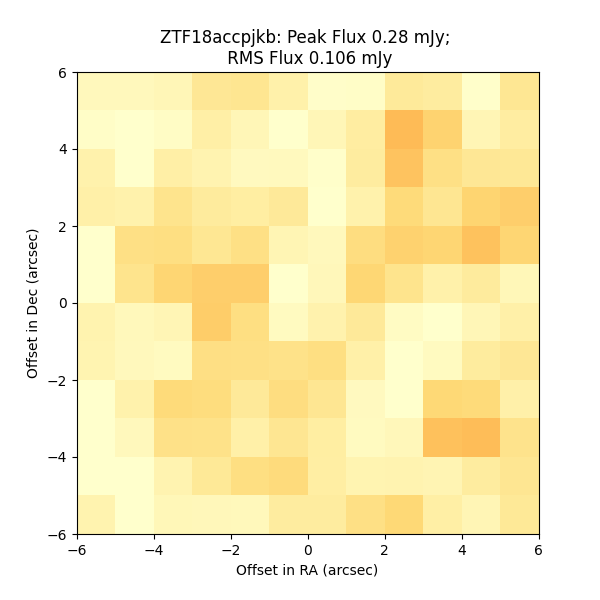 ZTF18accpjkb: Peak Flux 0.28 mJy;
RMS Flux 0.106 mJy
6
4
2
0
−2
−4
−6
Offset in Dec (arcsec)
−6 −4 −2 0 2 4 6
Offset in RA (arcsec)